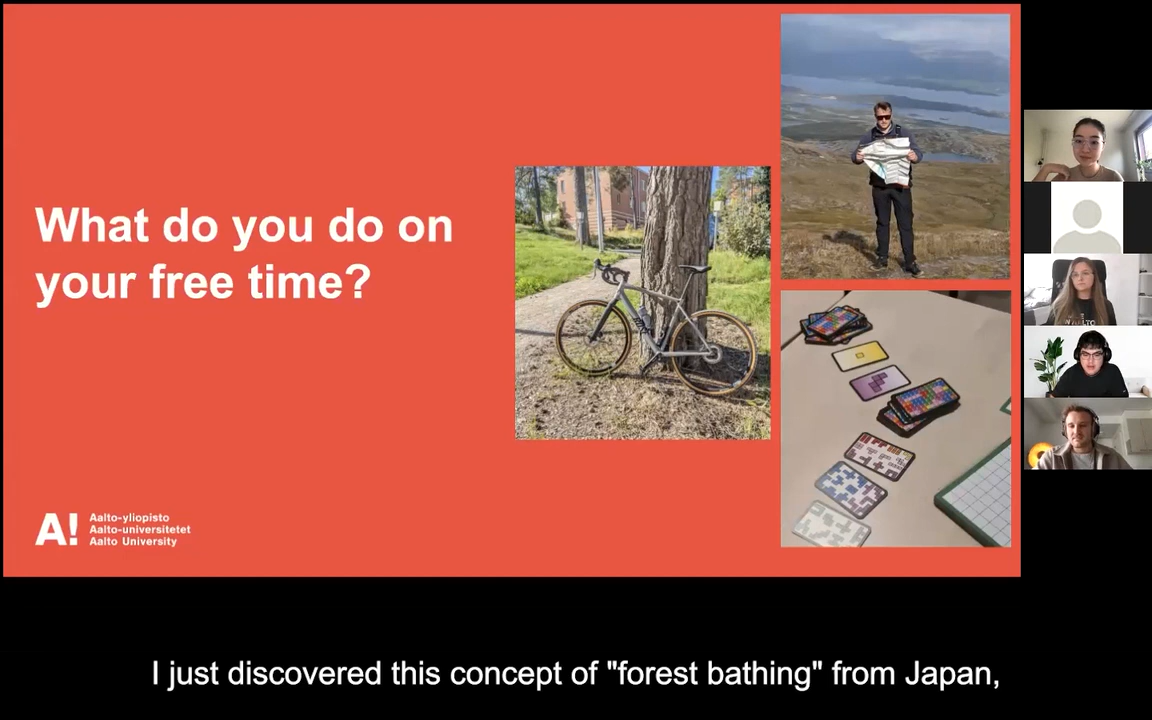 What do you do on
your free time?
A!
Aalto-yliopisto
Aalto-universitetet
Aalto University
I just discovered this concept of "forest bathing" from Japan,